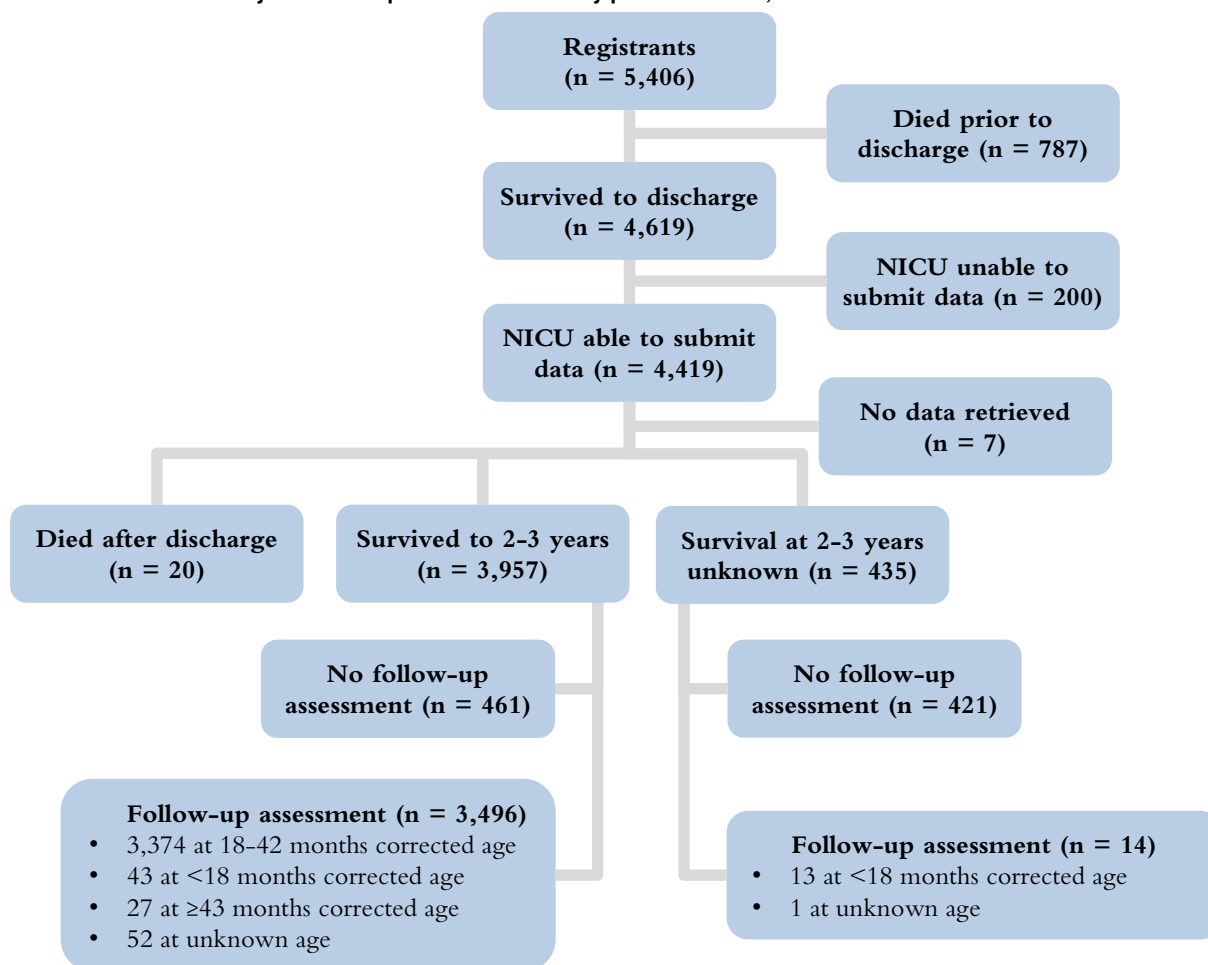 Registrants
(n = 5,406)
Died prior to
discharge (n = 787)
Survived to discharge
(n = 4,619)
NICU unable to
submit data (n = 200)
NICU able to submit
data (n = 4,419)
No data retrieved
(n = 7)
Died after discharge
(n = 20)
Survived to 2-3 years
(n = 3,957)
Survival at 2-3 years
unknown (n = 435)
No follow-up
assessment (n = 461)
No follow-up
assessment (n = 421)
Follow-up assessment (n = 3,496)
• 3,374 at 18-42 months corrected age
• 43 at <18 months corrected age
• 27 at ≥43 months corrected age
• 52 at unknown age
Follow-up assessment (n = 14)
• 13 at <18 months corrected age
• 1 at unknown age